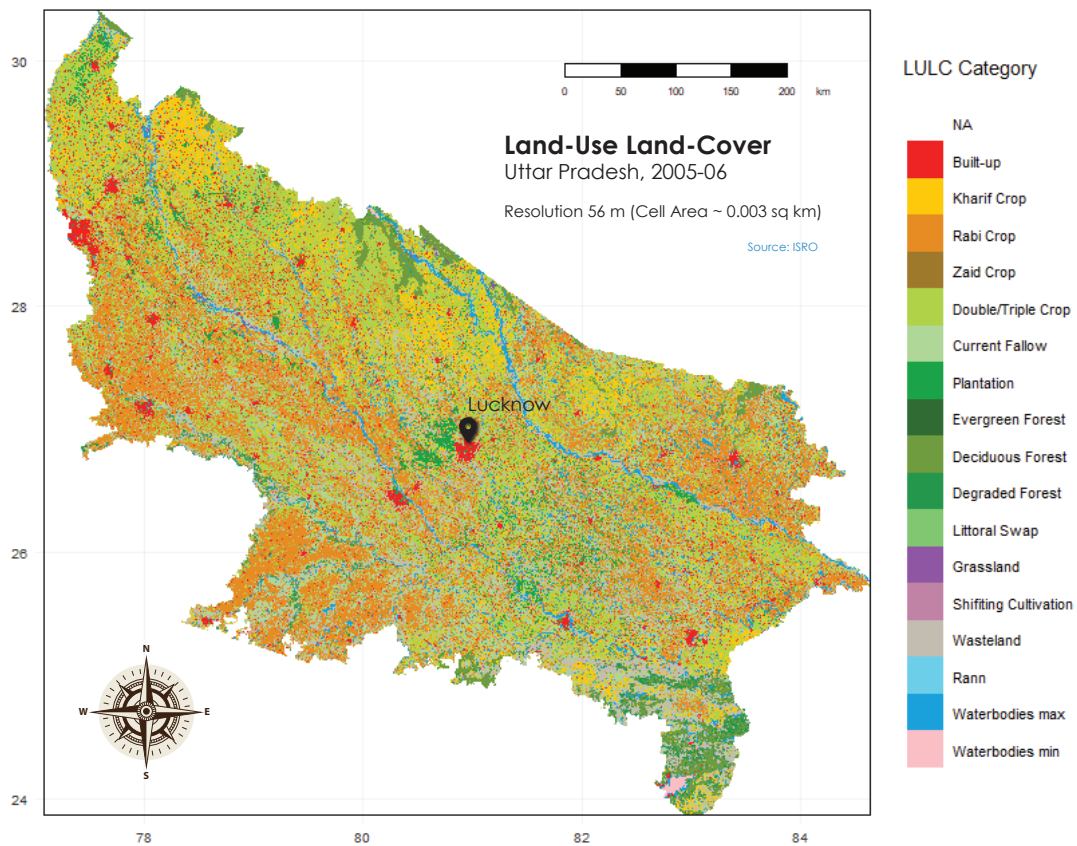 30
28
26
24
78
80
82
84
0 50 100 150 200 km
Land-Use Land-Cover
Uttar Pradesh, 2005-06
Resolution 56 m (Cell Area ~ 0.003 sq km)
Source: ISRO
Lucknow
N
W
E
S
LULC Category
NA
Built-up
Kharif Crop
Rabi Crop
Zaid Crop
Double/Triple Crop
Current Fallow
Plantation
Evergreen Forest
Deciduous Forest
Degraded Forest
Littoral Swap
Grassland
Shifiting Cultivation
Wasteland
Rann
Waterbodies max
Waterbodies min